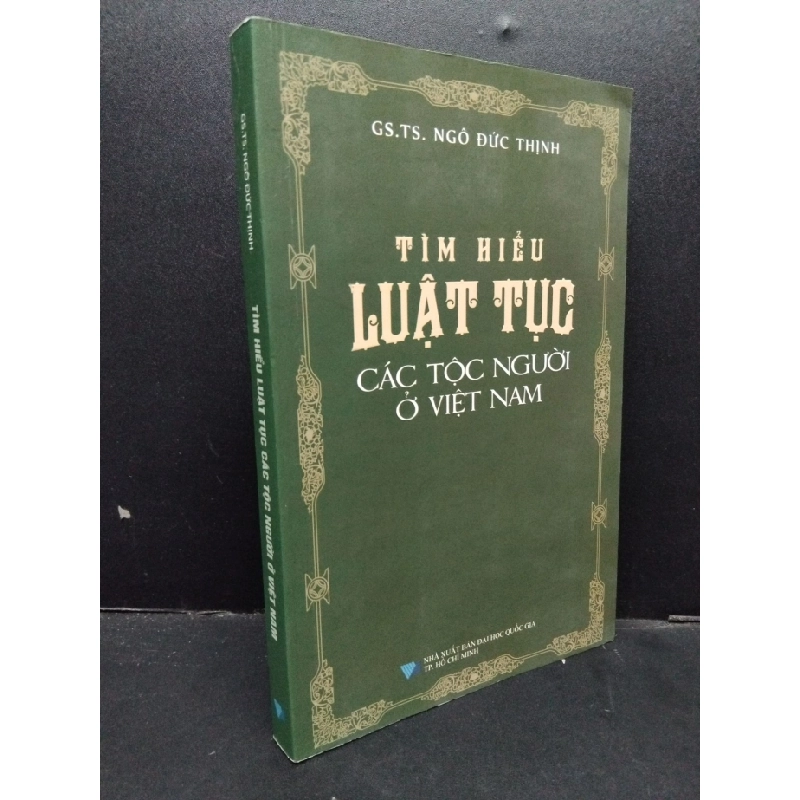 GS.TS. NGÔ ĐỨC THỊNH
TÌM HIỂU
LUẬT TỤC
CÁC TỘC NGƯỜI
Ở VIỆT NAM
NHÀ XUẤT BẢN ĐẠI HỌC QUỐC GIA
TP. HỒ CHÍ MINH
GS.TS. NGÔ ĐỨC THỊNH
TÌM HIỂU LUẬT TỤC CÁC TỘC NGƯỜI Ở VIỆT NAM